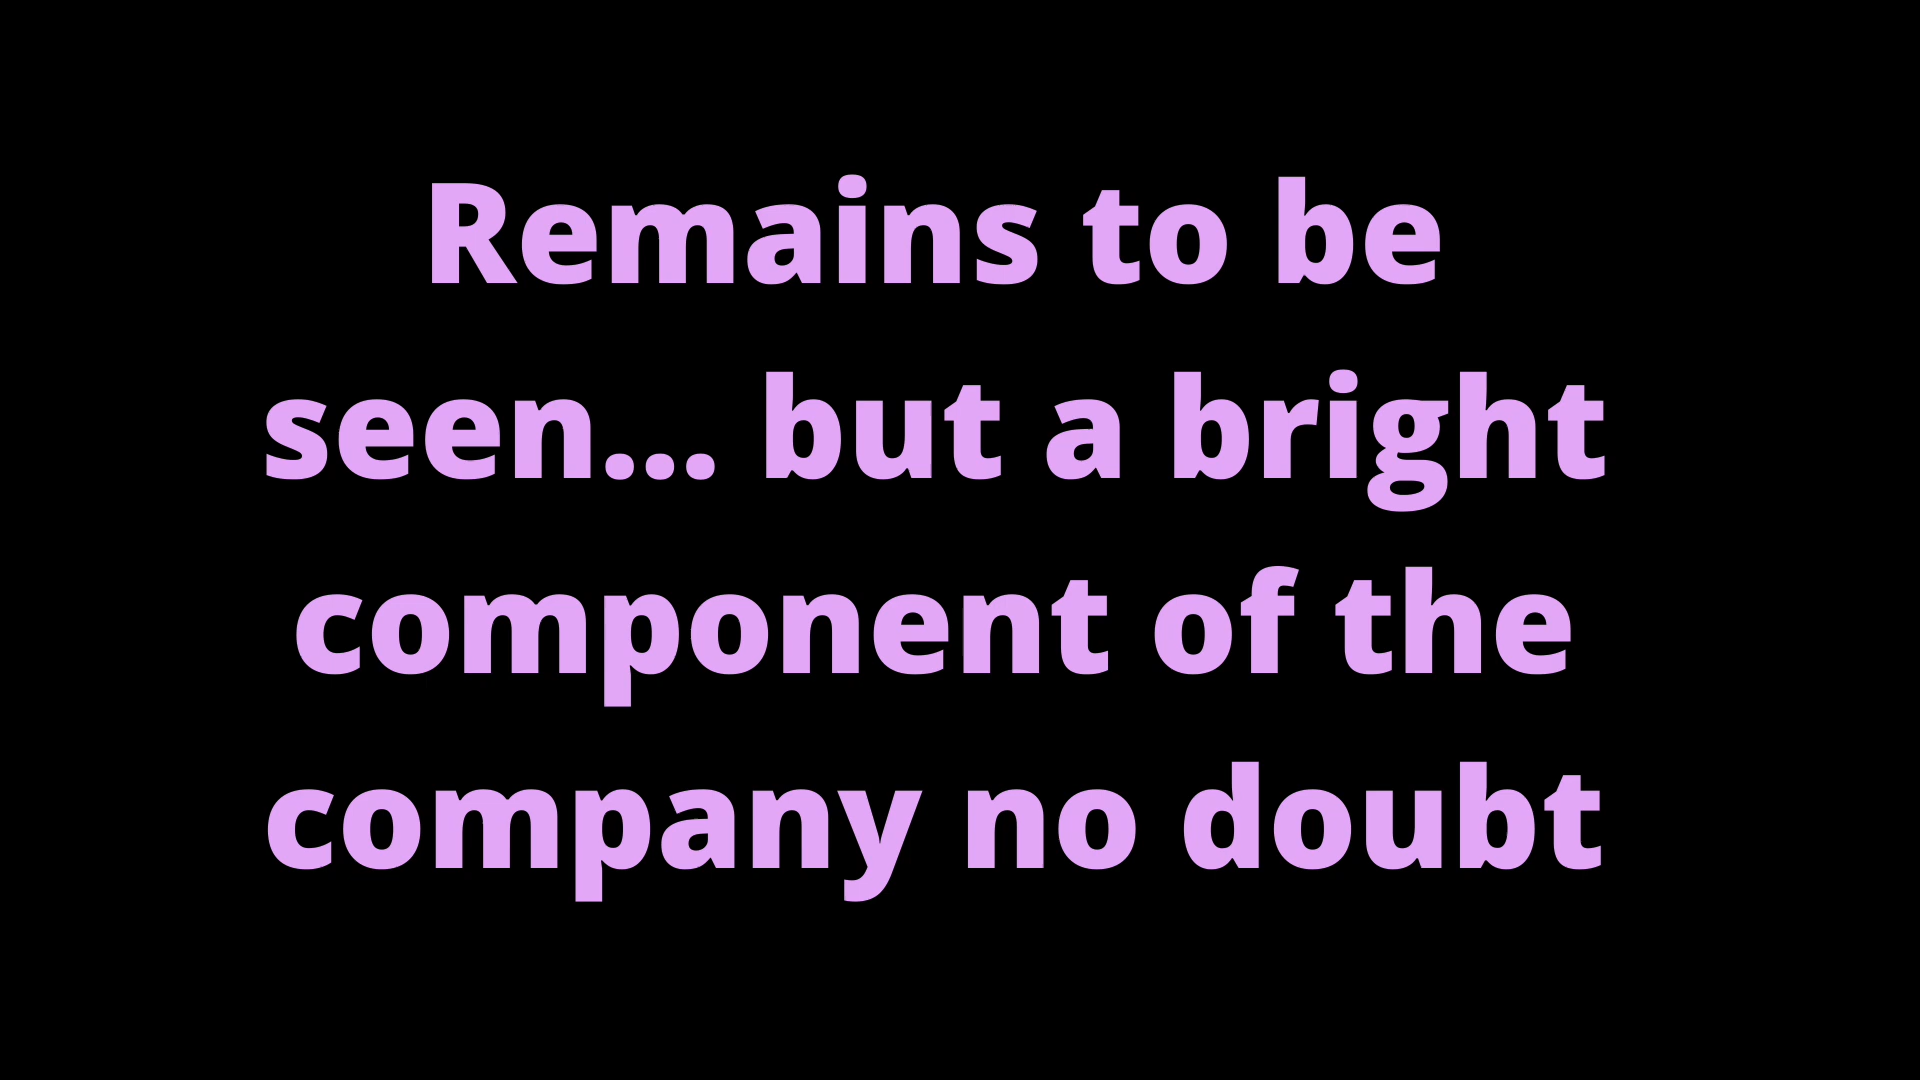 Remains to be
seen... but a bright
component of the
company no doubt